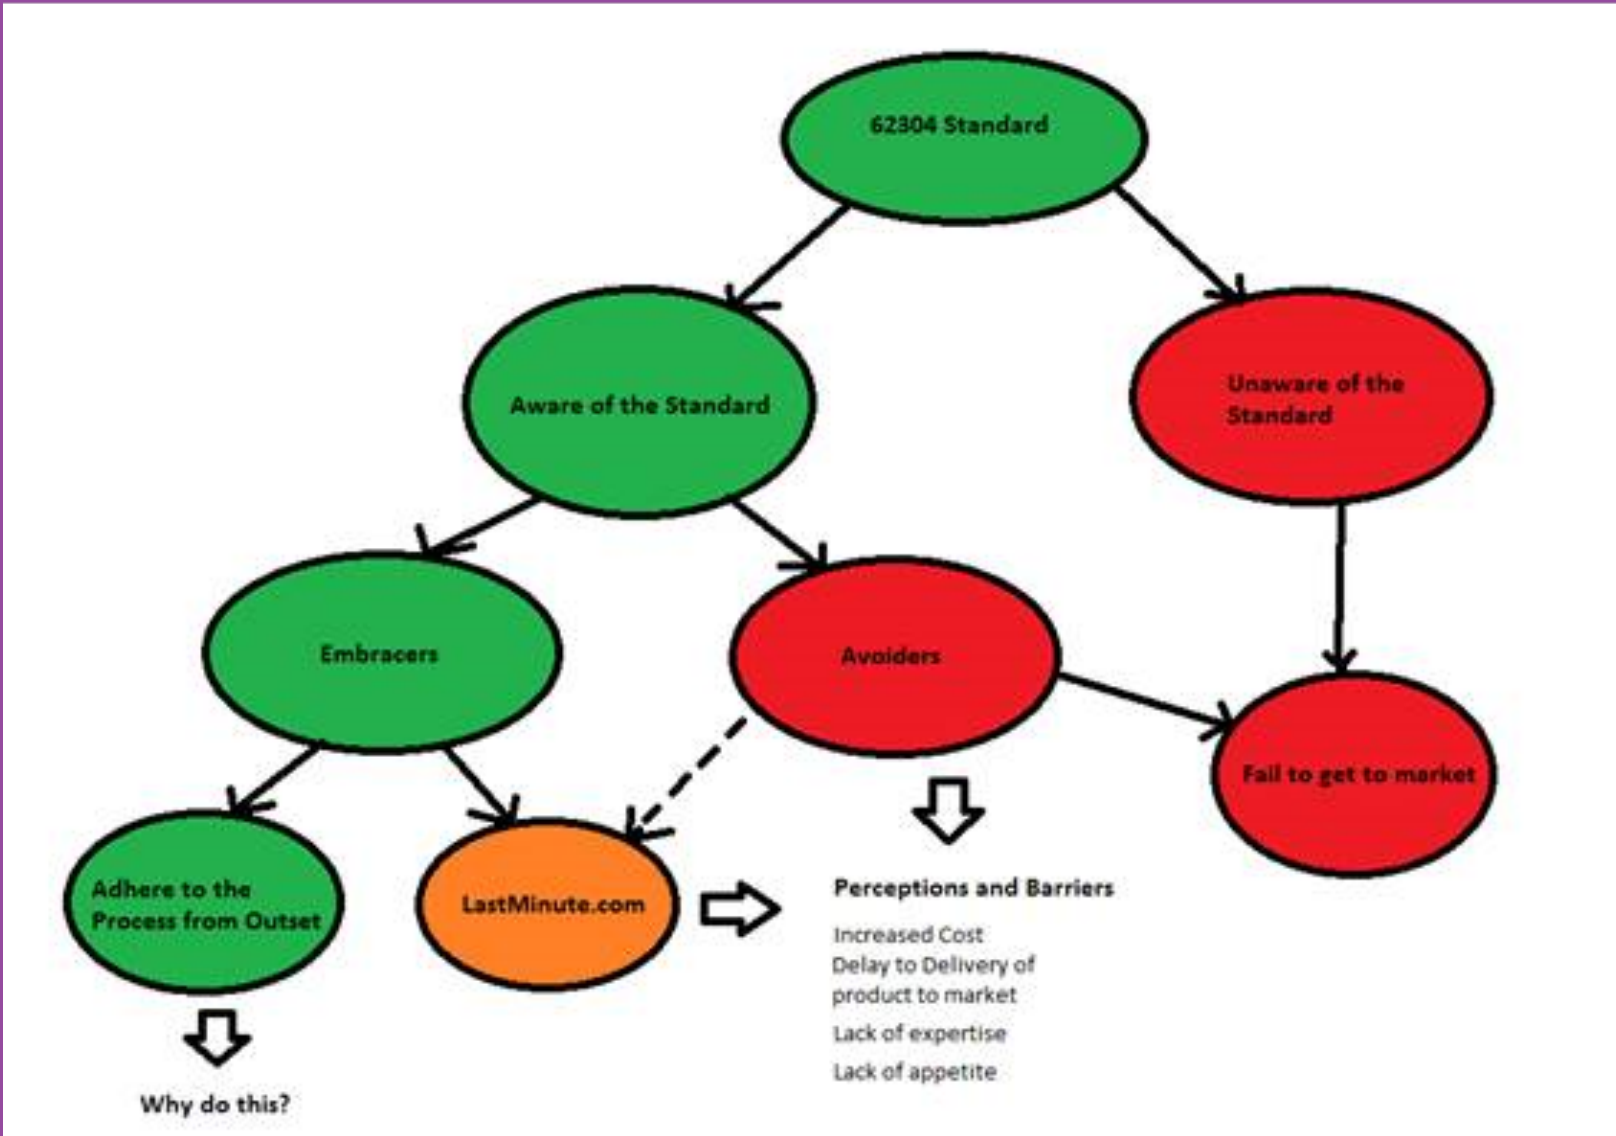 62304 Standard
Aware of the Standard
Unaware of the
Standard
Embracers
Avoiders
Fail to get to market
Adhere to the
Process from Outset
LastMinute.com
Perceptions and Barriers
Increased Cost
Delay to Delivery of
product to market
Lack of expertise
Lack of appetite
Why do this?